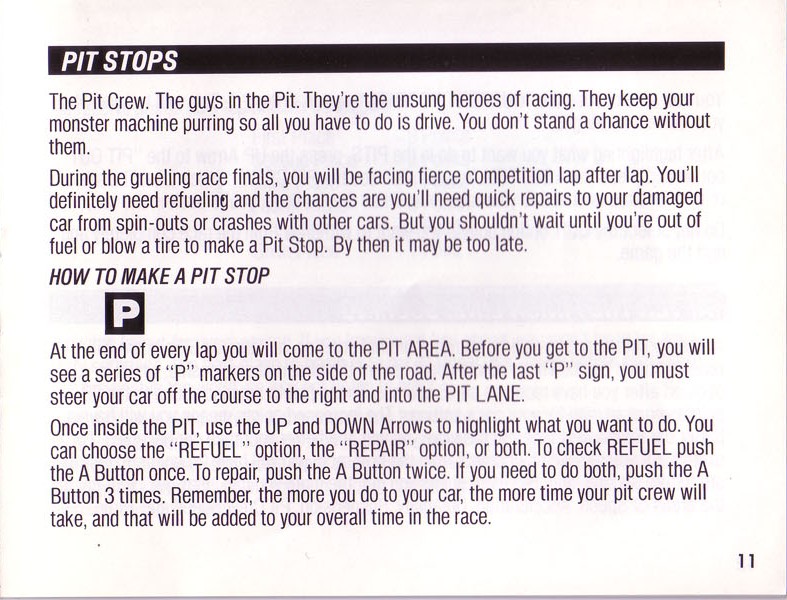 PIT STOPS
The Pit Crew. The guys in the Pit. They're the unsung heroes of racing. They keep your
monster machine purring so all you have to do is drive. You don't stand a chance without
them.
During the grueling race finals, you will be facing fierce competition lap after lap. You'll
definitely need refueling and the chances are you'll need quick repairs to your damaged
car from spin-outs or crashes with other cars. But you shouldn't wait until you're out of
fuel or blow a tire to make a Pit Stop. By then it may be too late.
HOW TO MAKE A PIT STOP
P
At the end of every lap you will come to the PIT AREA. Before you get to the PIT, you will
see a series of "P" markers on the side of the road. After the last "P" sign, you must
steer your car off the course to the right and into the PIT LANE.
Once inside the PIT, use the UP and DOWN Arrows to highlight what you want to do. You
can choose the "REFUEL" option, the "REPAIR" option, or both. To check REFUEL push
the A Button once. To repair, push the A Button twice. If you need to do both, push the A
Button 3 times. Remember, the more you do to your car, the more time your pit crew will
take, and that will be added to your overall time in the race.
11